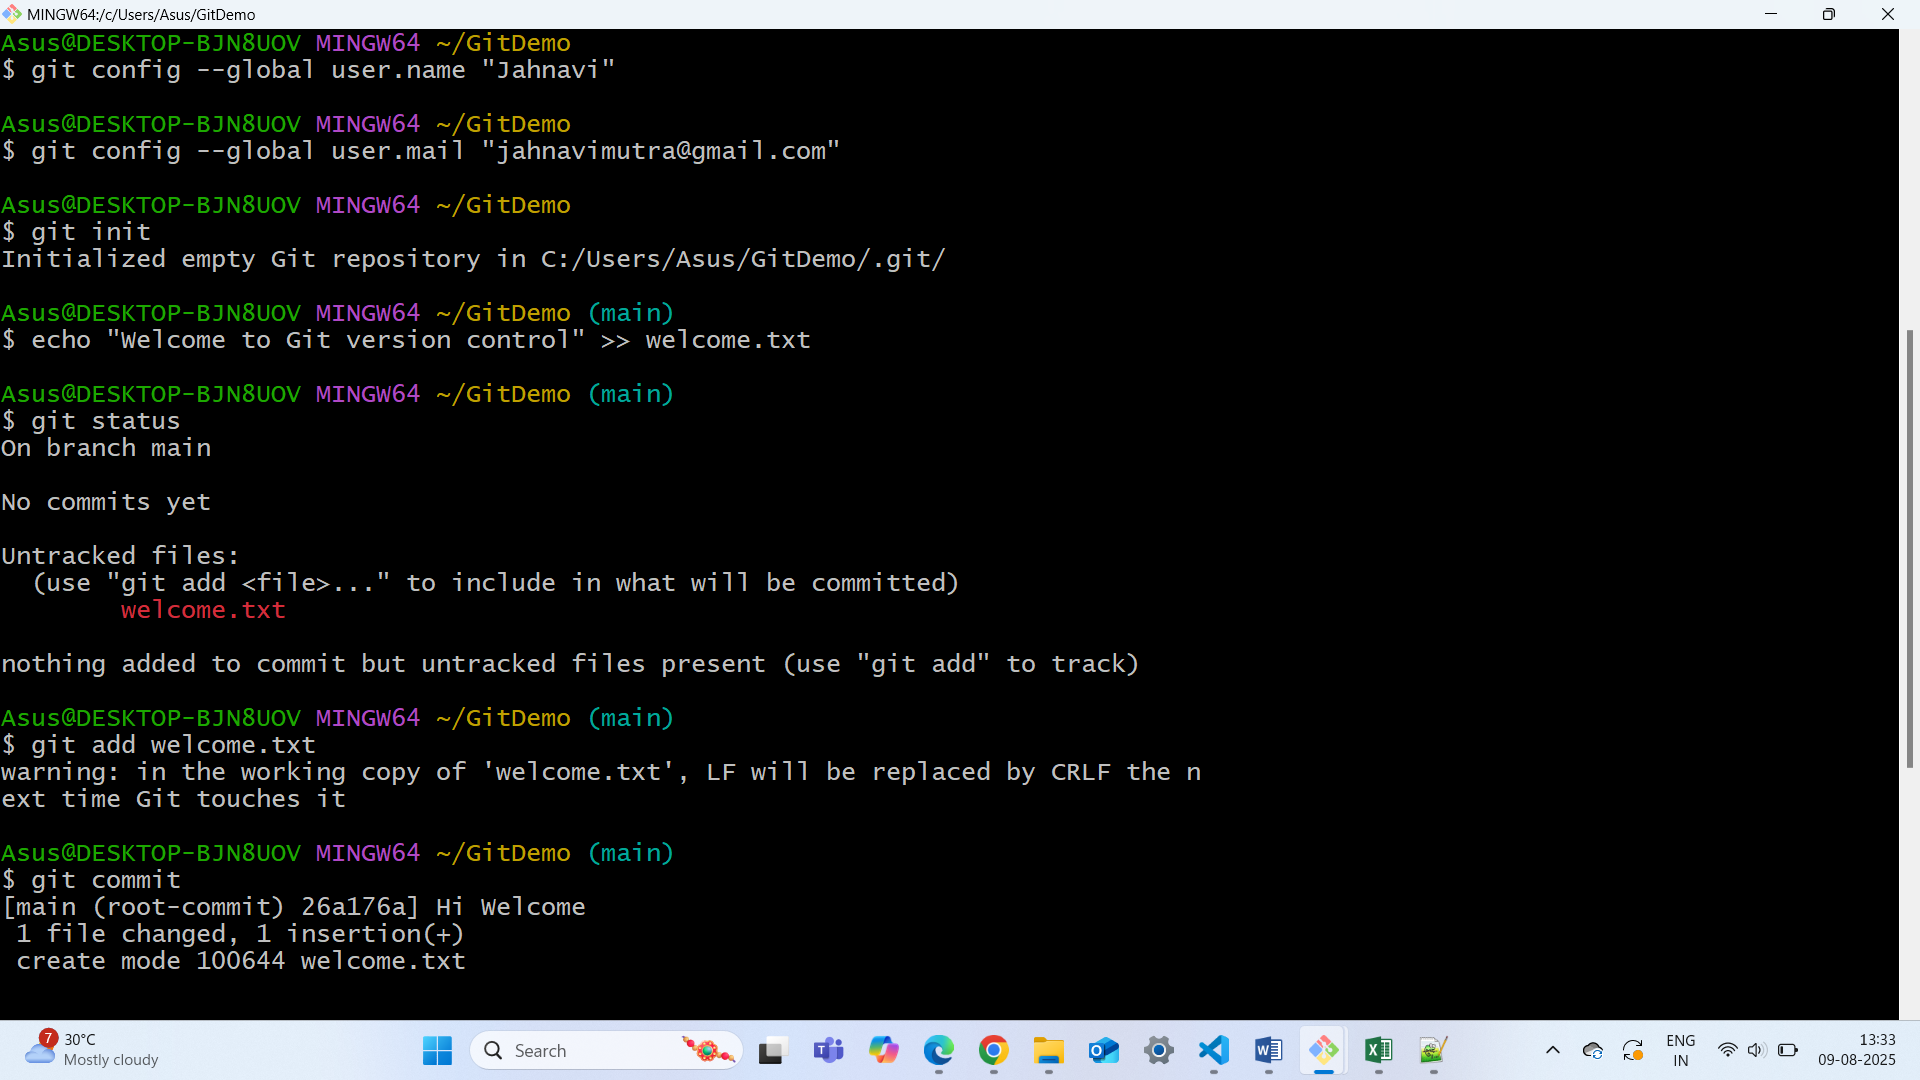 MINGW64:/c/Users/Asus/GitDemo
Asus@DESKTOP-BJN8UOV MINGW64 ~/GitDemo
$ git config --global user.name "Jahnavi"
Asus@DESKTOP-BJN8UOV MINGW64 ~/GitDemo
$ git config --global user.mail "jahnavimutra@gmail.com"
Asus@DESKTOP-BJN8UOV MINGW64 ~/GitDemo
$ git init
Initialized empty Git repository in C:/Users/Asus/GitDemo/.git/
Asus@DESKTOP-BJN8UOV MINGW64 ~/GitDemo (main)
$ echo "Welcome to Git version control" >> welcome.txt
Asus@DESKTOP-BJN8UOV MINGW64 ~/GitDemo (main)
$ git status
On branch main
No commits yet
Untracked files:
  (use "git add <file>..." to include in what will be committed)
        welcome.txt
nothing added to commit but untracked files present (use "git add" to track)
Asus@DESKTOP-BJN8UOV MINGW64 ~/GitDemo (main)
$ git add welcome.txt
warning: in the working copy of 'welcome.txt', LF will be replaced by CRLF the n
ext time Git touches it
Asus@DESKTOP-BJN8UOV MINGW64 ~/GitDemo (main)
$ git commit
[main (root-commit) 26a176a] Hi Welcome
 1 file changed, 1 insertion(+)
 create mode 100644 welcome.txt
7
30°C
Mostly cloudy
Search
ENG
IN
13:33
09-08-2025